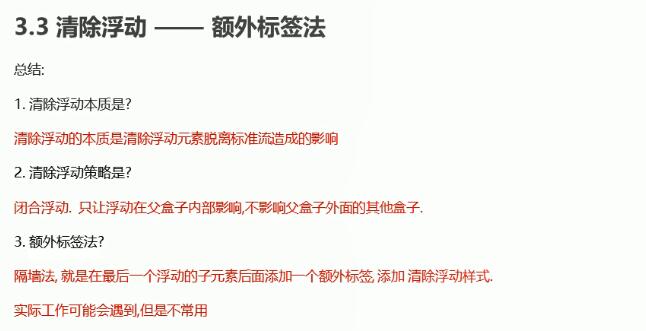 3.3 清除浮动 —— 额外标签法
总结:
1. 清除浮动本质是?
清除浮动的本质是清除浮动元素脱离标准流造成的影响
2. 清除浮动策略是?
闭合浮动. 只让浮动在父盒子内部影响,不影响父盒子外面的其他盒子.
3. 额外标签法?
隔墙法, 就是在最后一个浮动的子元素后面添加一个额外标签, 添加 清除浮动样式.
实际工作可能会遇到,但是不常用